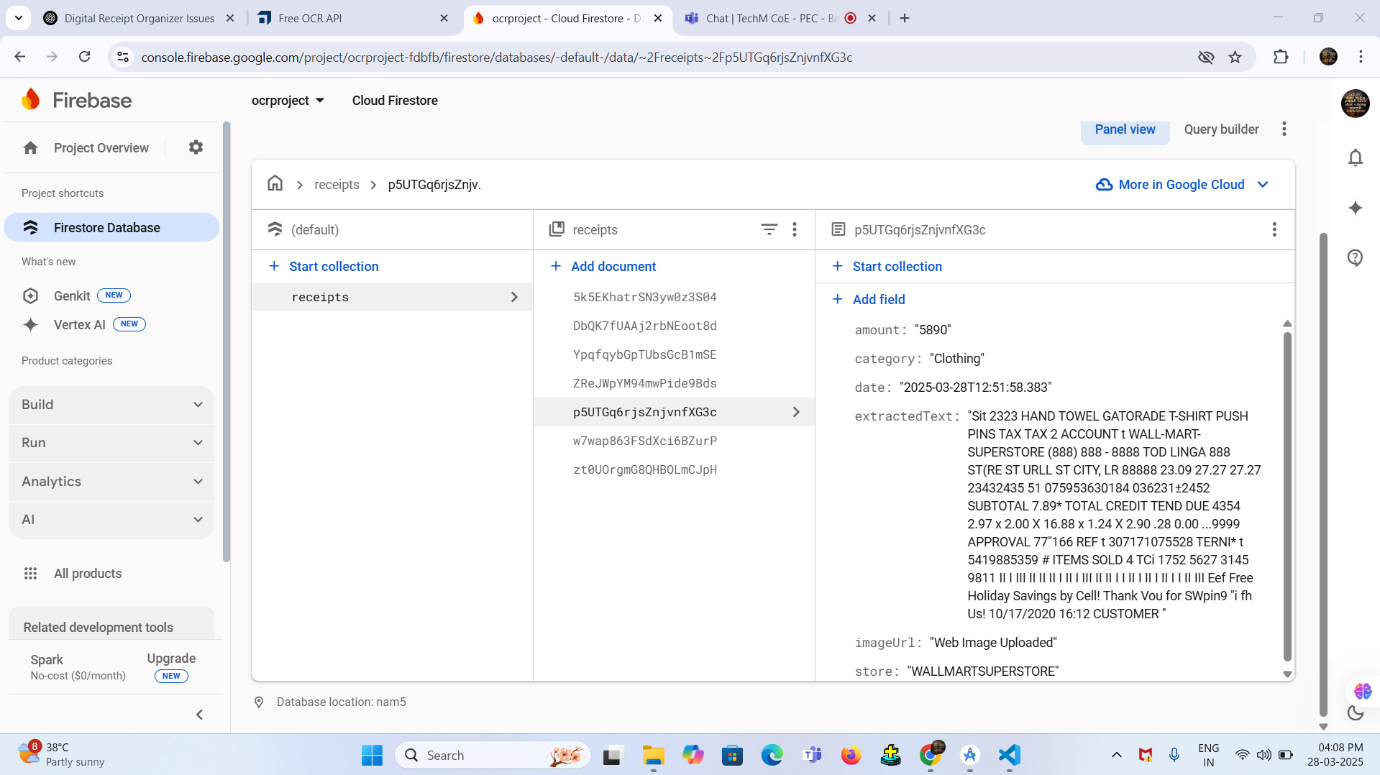 Digital Receipt Organizer Issues
Free OCR API
ocrproject - Cloud Firestore - D
Chat | TechM CoE - PEC - B
console.firebase.google.com/project/ocrproject-fdbfb/firestore/databases/-default-/data/~2Freceipts~2Fp5UTGq6rjsZnjvnfXG3c
Firebase
ocrproject
Cloud Firestore
Project Overview
Panel view
Query builder
Project shortcuts
receipts
p5UTGq6rjsZnjv.
More in Google Cloud
Firestore Database
(default)
receipts
p5UTGq6rjsZnjvnfXG3c
What's new
+ Start collection
+ Add document
+ Start collection
Genkit NEW
receipts
5k5EKhatrSN3yw0z3S04
+ Add field
Vertex AI NEW
DbQK7fUAAj2rbNEoot8d
amount: "5890"
Product categories
YpqfqybGpTUbsGcB1mSE
category: "Clothing"
ZReJWpYM94mwPide9Bds
date: "2025-03-28T12:51:58.383"
Build
p5UTGq6rjsZnjvnfXG3c
extractedText: "Sit 2323 HAND TOWEL GATORADE T-SHIRT PUSH
PINS TAX TAX 2 ACCOUNT t WALL-MART-
SUPERSTORE (888) 888 - 8888 TOD LINGA 888
ST(RE ST URLL ST CITY, LR 88888 23.09 27.27 27.27
23432435 51 075953630184 036231±2452
SUBTOTAL 7.89* TOTAL CREDIT TEND DUE 4354
2.97 x 2.00 X 16.88 x 1.24 X 2.90 .28 0.00 ...9999
APPROVAL 77"166 REF t 307171075528 TERNI* t
5419885359 # ITEMS SOLD 4 TCi 1752 5627 3145
9811 II I III II II II I II I III II II I I II I II I II I I II III Eef Free
Holiday Savings by Cell! Thank Vou for SWpin9 "i fh
Us! 10/17/2020 16:12 CUSTOMER "
w7wap863FSdXci6BZurP
zt0UOrgmG8QHBOLmCJpH
Run
Analytics
AI
All products
Related development tools
imageUrl: "Web Image Uploaded"
store: "WALLMARTSUPERSTORE"
Spark
No-cost ($0/month)
Upgrade
NEW
Database location: nam5
8
38°C
Partly sunny
Search
ENG
IN
04:08 PM
28-03-2025